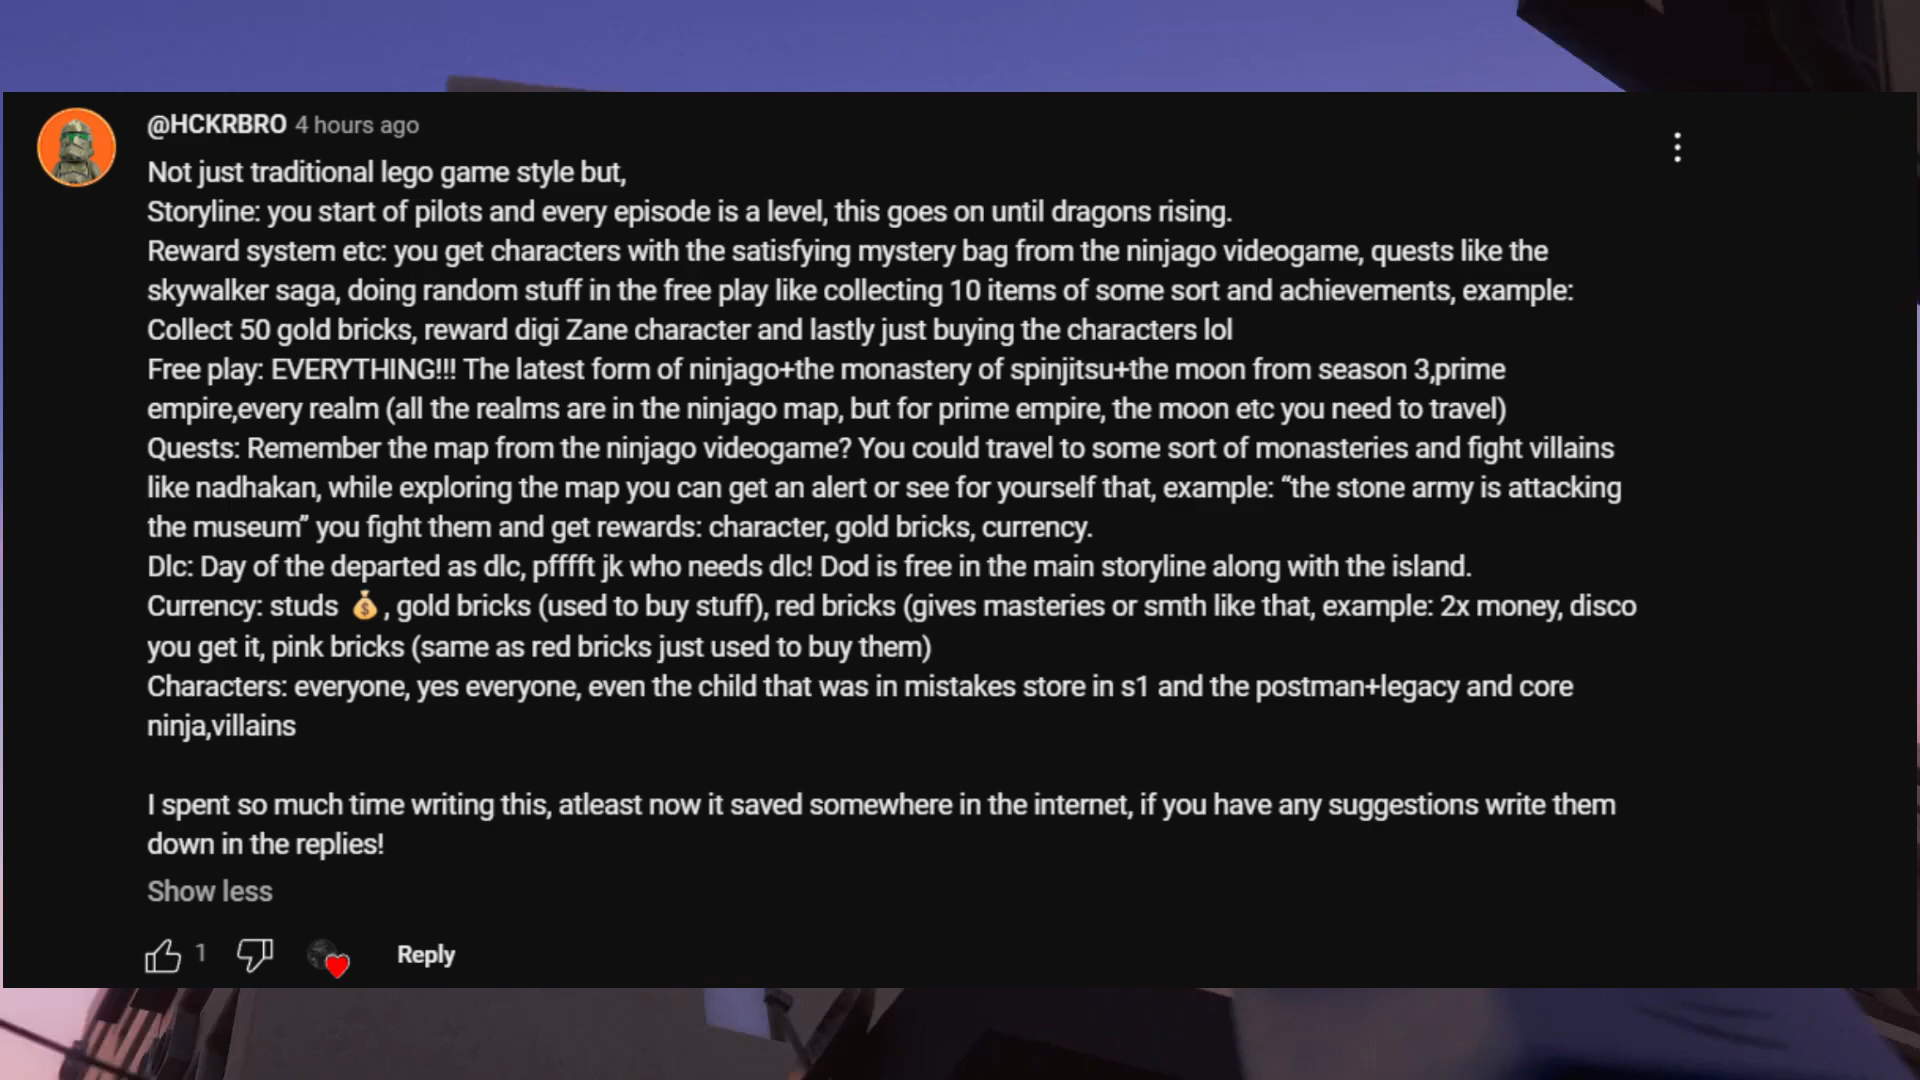 @HCKRBRO 4 hours ago
Not just traditional lego game style but,
Storyline: you start of pilots and every episode is a level, this goes on until dragons rising.
Reward system etc: you get characters with the satisfying mystery bag from the ninjago videogame, quests like the
skywalker saga, doing random stuff in the free play like collecting 10 items of some sort and achievements, example:
Collect 50 gold bricks, reward digi Zane character and lastly just buying the characters lol
Free play: EVERYTHING!!! The latest form of ninjago+the monastery of spinjitsu+the moon from season 3,prime
empire,every realm (all the realms are in the ninjago map, but for prime empire, the moon etc you need to travel)
Quests: Remember the map from the ninjago videogame? You could travel to some sort of monasteries and fight villains
like nadhakan, while exploring the map you can get an alert or see for yourself that, example: “the stone army is attacking
the museum” you fight them and get rewards: character, gold bricks, currency.
Dlc: Day of the departed as dlc, pfffft jk who needs dlc! Dod is free in the main storyline along with the island.
Currency: studs 💰, gold bricks (used to buy stuff), red bricks (gives masteries or smth like that, example: 2x money, disco
you get it, pink bricks (same as red bricks just used to buy them)
Characters: everyone, yes everyone, even the child that was in mistakes store in s1 and the postman+legacy and core
ninja,villains
I spent so much time writing this, atleast now it saved somewhere in the internet, if you have any suggestions write them
down in the replies!
Show less
1 Reply